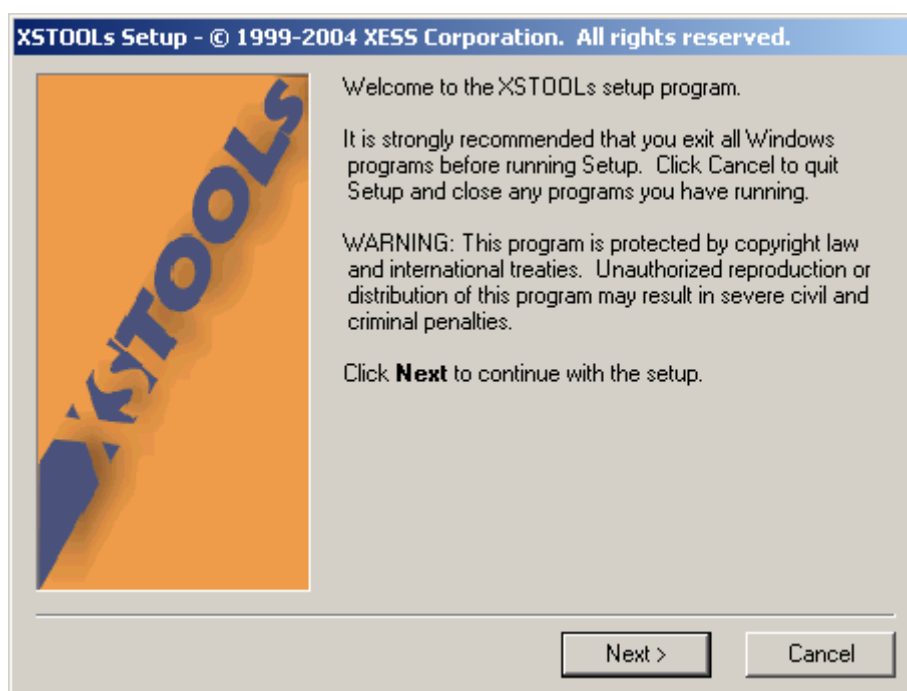 XSTOOLs Setup - © 1999-2004 XESS Corporation. All rights reserved.
XSTOOLs
Welcome to the XSTOOLs setup program.
It is strongly recommended that you exit all Windows
programs before running Setup. Click Cancel to quit
Setup and close any programs you have running.
WARNING: This program is protected by copyright law
and international treaties. Unauthorized reproduction or
distribution of this program may result in severe civil and
criminal penalties.
Click Next to continue with the setup.
Next >
Cancel